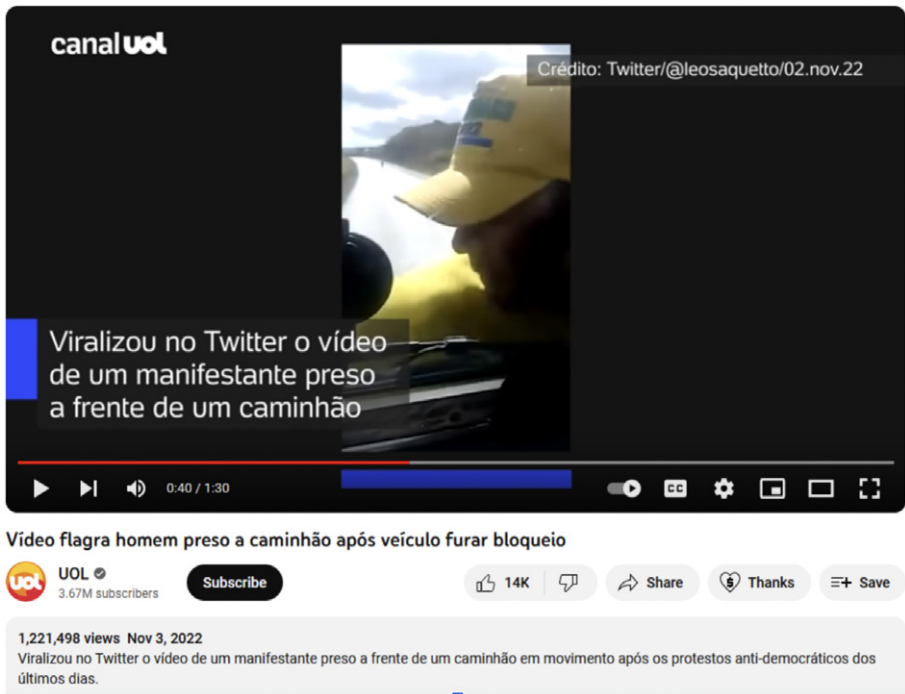 canal uol
Crédito: Twitter/@leosaquetto/02.nov.22
Viralizou no Twitter o vídeo
de um manifestante preso
a frente de um caminhão
0:40 / 1:30
CC
Vídeo flagra homem preso a caminhão após veículo furar bloqueio
uol
UOL
3.67M subscribers
Subscribe
14K
Share
Thanks
Save
1,221,498 views Nov 3, 2022
Viralizou no Twitter o vídeo de um manifestante preso a frente de um caminhão em movimento após os protestos anti-democráticos dos
últimos dias.